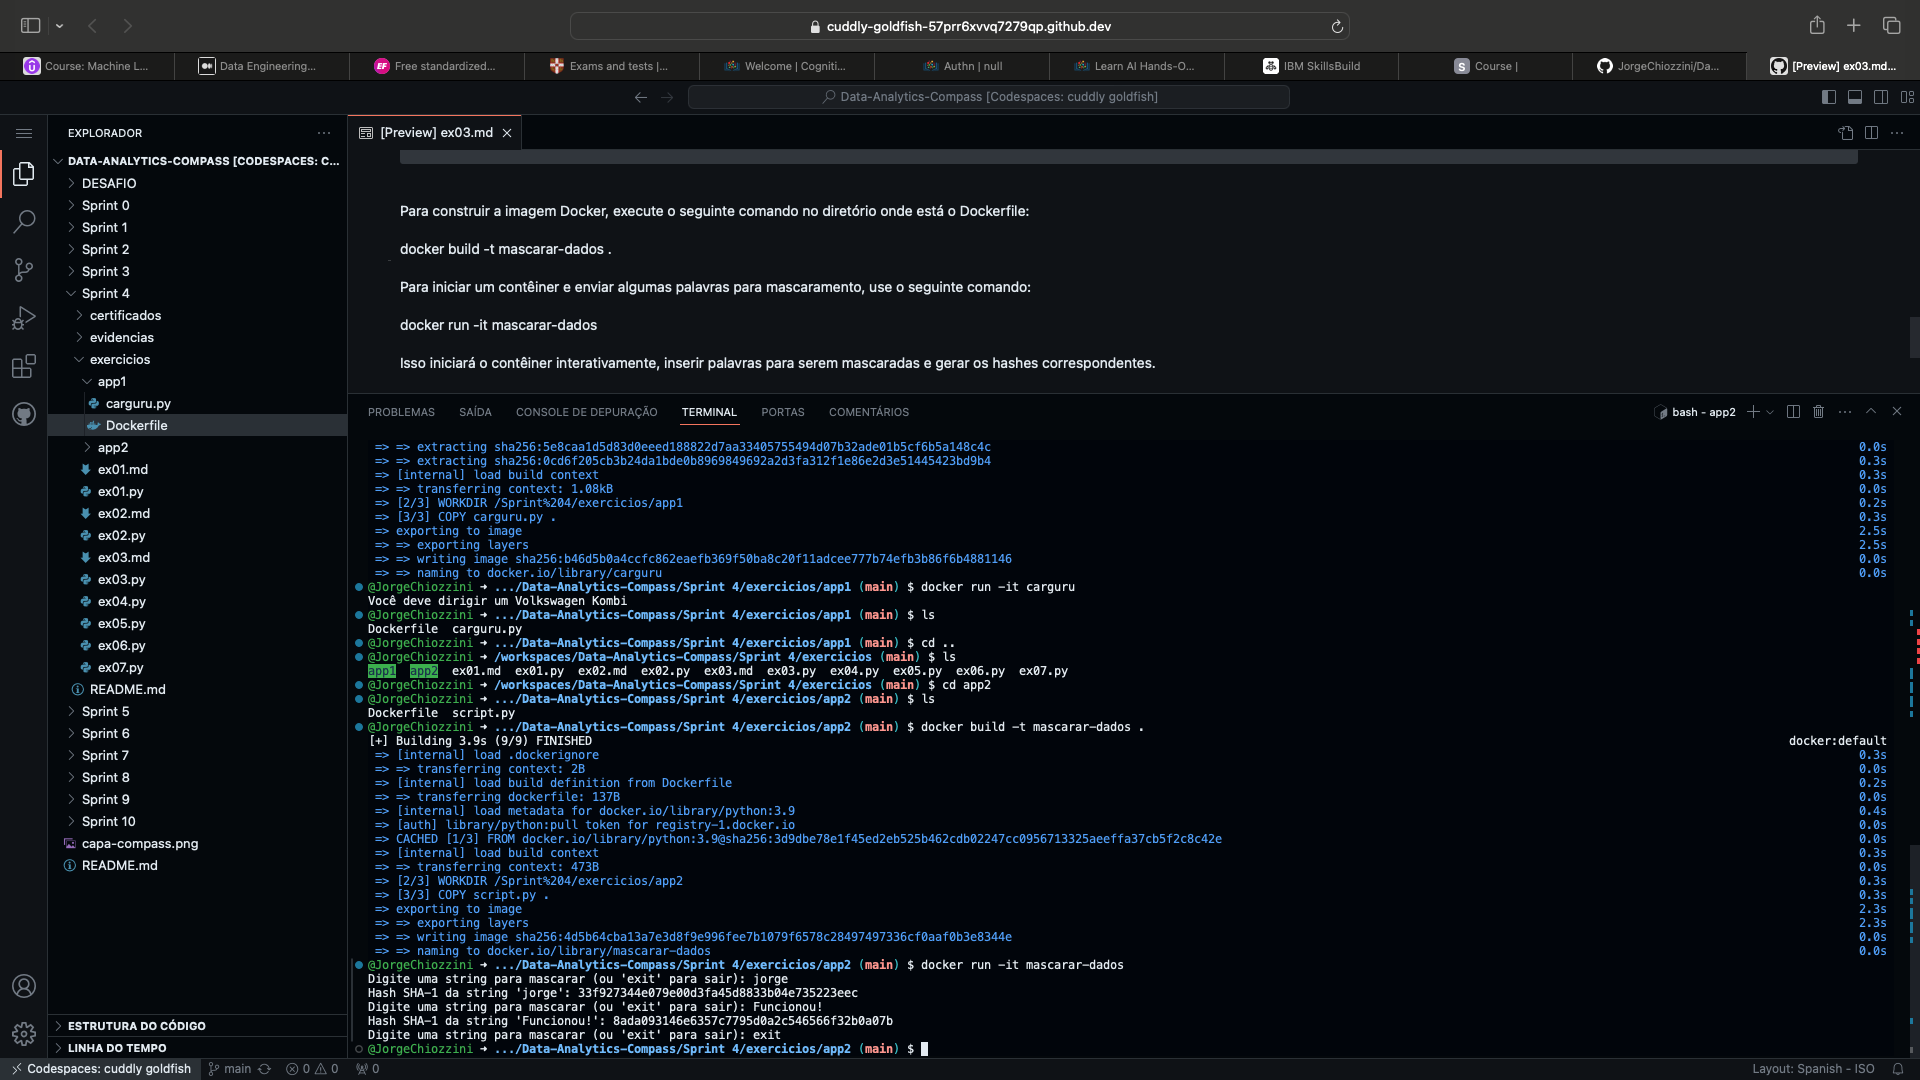 cuddly-goldfish-57prr6xvvq7279qp.github.dev
Course: Machine L...
Data Engineering...
Free standardized...
Exams and tests |...
Welcome | Cogniti...
Authn | null
Learn AI Hands-O...
IBM SkillsBuild
Course |
JorgeChiozzini/Da...
[Preview] ex03.md...
Data-Analytics-Compass [Codespaces: cuddly goldfish]
EXPLORADOR
DATA-ANALYTICS-COMPASS [CODESPACES: C...
DESAFIO
Sprint 0
Sprint 1
Sprint 2
Sprint 3
Sprint 4
certificados
evidencias
exercicios
app1
carguru.py
Dockerfile
app2
ex01.md
ex01.py
ex02.md
ex02.py
ex03.md
ex03.py
ex04.py
ex05.py
ex06.py
ex07.py
README.md
Sprint 5
Sprint 6
Sprint 7
Sprint 8
Sprint 9
Sprint 10
capa-compass.png
README.md
ESTRUTURA DO CÓDIGO
LINHA DO TEMPO
[Preview] ex03.md
Para construir a imagem Docker, execute o seguinte comando no diretório onde está o Dockerfile:
docker build -t mascarar-dados .
Para iniciar um contêiner e enviar algumas palavras para mascaramento, use o seguinte comando:
docker run -it mascarar-dados
Isso iniciará o contêiner interativamente, inserir palavras para serem mascaradas e gerar os hashes correspondentes.
PROBLEMAS SAÍDA CONSOLE DE DEPURAÇÃO TERMINAL PORTAS COMENTÁRIOS
bash - app2
=> => extracting sha256:5e8caa1d5d83d0eeed188822d7aa33405755494d07b32ade01b5cf6b5a148c4c 0.0s
=> => extracting sha256:0cd6f205cb3b24da1bde0b8969849692a2d3fa312f1e86e2d3e51445423bd9b4 0.3s
=> [internal] load build context 0.3s
=> => transferring context: 1.08kB 0.0s
=> [2/3] WORKDIR /Sprint%204/exercicios/app1 0.2s
=> [3/3] COPY carguru.py . 0.3s
=> exporting to image 2.5s
=> => exporting layers 2.5s
=> => writing image sha256:b46d5b0a4ccfc862eaefb369f50ba8c20f11adcee777b74efb3b86f6b4881146 0.0s
=> => naming to docker.io/library/carguru 0.0s
@JorgeChiozzini ➜ .../Data-Analytics-Compass/Sprint 4/exercicios/app1 (main) $ docker run -it carguru
Você deve dirigir um Volkswagen Kombi
@JorgeChiozzini ➜ .../Data-Analytics-Compass/Sprint 4/exercicios/app1 (main) $ ls
Dockerfile carguru.py
@JorgeChiozzini ➜ .../Data-Analytics-Compass/Sprint 4/exercicios/app1 (main) $ cd ..
@JorgeChiozzini ➜ /workspaces/Data-Analytics-Compass/Sprint 4/exercicios (main) $ ls
app1 app2 ex01.md ex01.py ex02.md ex02.py ex03.md ex03.py ex04.py ex05.py ex06.py ex07.py
@JorgeChiozzini ➜ /workspaces/Data-Analytics-Compass/Sprint 4/exercicios (main) $ cd app2
@JorgeChiozzini ➜ .../Data-Analytics-Compass/Sprint 4/exercicios/app2 (main) $ ls
Dockerfile script.py
@JorgeChiozzini ➜ .../Data-Analytics-Compass/Sprint 4/exercicios/app2 (main) $ docker build -t mascarar-dados .
[+] Building 3.9s (9/9) FINISHED docker:default
=> [internal] load .dockerignore 0.3s
=> => transferring context: 2B 0.0s
=> [internal] load build definition from Dockerfile 0.2s
=> => transferring dockerfile: 137B 0.0s
=> [internal] load metadata for docker.io/library/python:3.9 0.4s
=> [auth] library/python:pull token for registry-1.docker.io 0.0s
=> CACHED [1/3] FROM docker.io/library/python:3.9@sha256:3d9dbe78e1f45ed2eb525b462cdb02247cc0956713325aeeffa37cb5f2c8c42e 0.0s
=> [internal] load build context 0.3s
=> => transferring context: 473B 0.0s
=> [2/3] WORKDIR /Sprint%204/exercicios/app2 0.3s
=> [3/3] COPY script.py . 0.3s
=> exporting to image 2.3s
=> => exporting layers 2.3s
=> => writing image sha256:4d5b64cba13a7e3d8f9e996fee7b1079f6578c28497497336cf0aaf0b3e8344e 0.0s
=> => naming to docker.io/library/mascarar-dados 0.0s
@JorgeChiozzini ➜ .../Data-Analytics-Compass/Sprint 4/exercicios/app2 (main) $ docker run -it mascarar-dados
Digite uma string para mascarar (ou 'exit' para sair): jorge
Hash SHA-1 da string 'jorge': 33f927344e079e00d3fa45d8833b04e735223eec
Digite uma string para mascarar (ou 'exit' para sair): Funcionou!
Hash SHA-1 da string 'Funcionou!': 8ada093146e6357c7795d0a2c546566f32b0a07b
Digite uma string para mascarar (ou 'exit' para sair): exit
@JorgeChiozzini ➜ .../Data-Analytics-Compass/Sprint 4/exercicios/app2 (main) $
Codespaces: cuddly goldfish main 0 0 0 Layout: Spanish - ISO